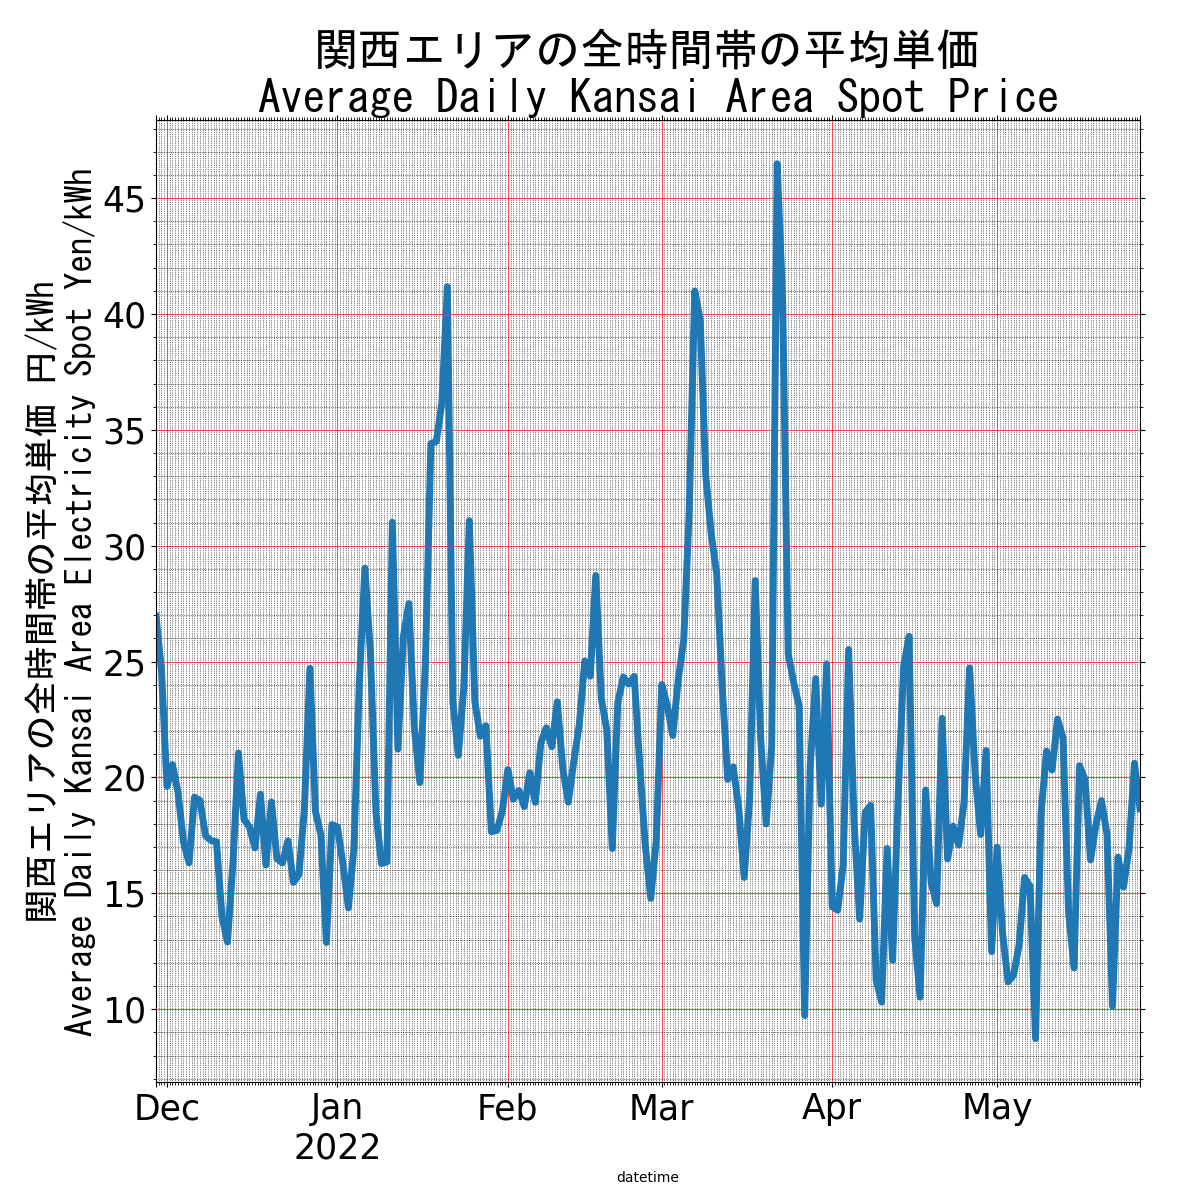 関西エリアの全時間帯の平均単価
Average Daily Kansai Area Spot Price
関西エリアの全時間帯の平均単価 円/kWh
Average Daily Kansai Area Electricity Spot Yen/kWh
45
40
35
30
25
20
15
10
Dec
Jan
2022
Feb
Mar
Apr
May
datetime